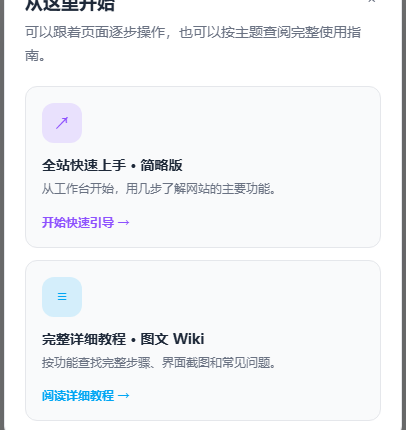 从这里开始
可以跟着页面逐步操作，也可以按主题查阅完整使用指
南。
全站快速上手 • 简略版
从工作台开始，用几步了解网站的主要功能。
开始快速引导 →
完整详细教程 • 图文 Wiki
按功能查找完整步骤、界面截图和常见问题。
阅读详细教程 →